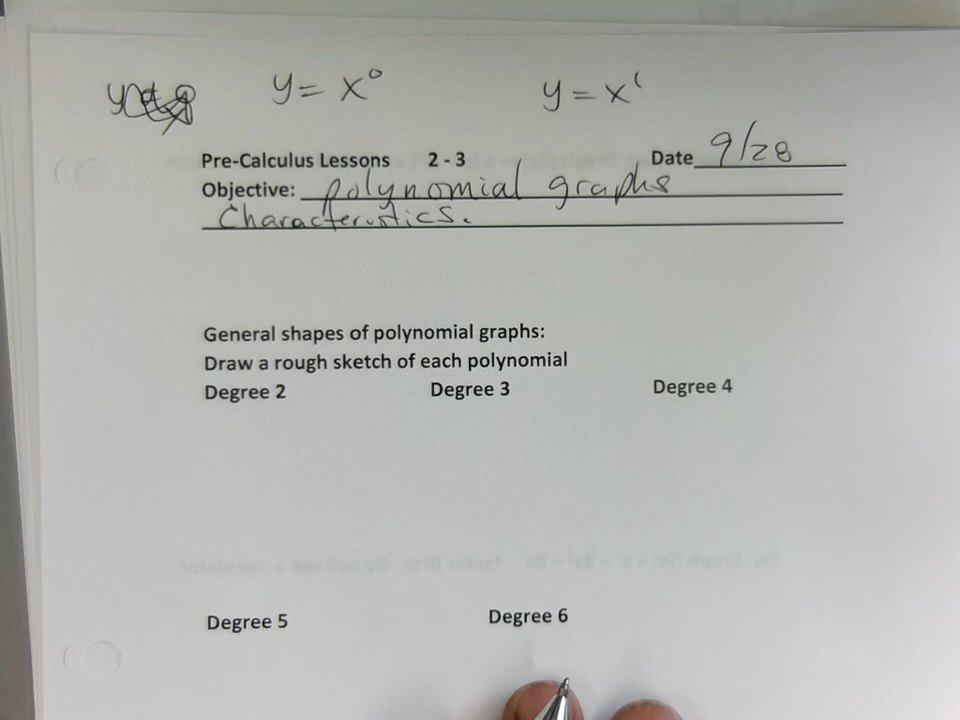 y = x⁰ y = x¹
Pre-Calculus Lessons 2 - 3 Date 9/28
Objective: polynomial graphs
Characteristics.
General shapes of polynomial graphs:
Draw a rough sketch of each polynomial
Degree 2 Degree 3 Degree 4
Degree 5 Degree 6